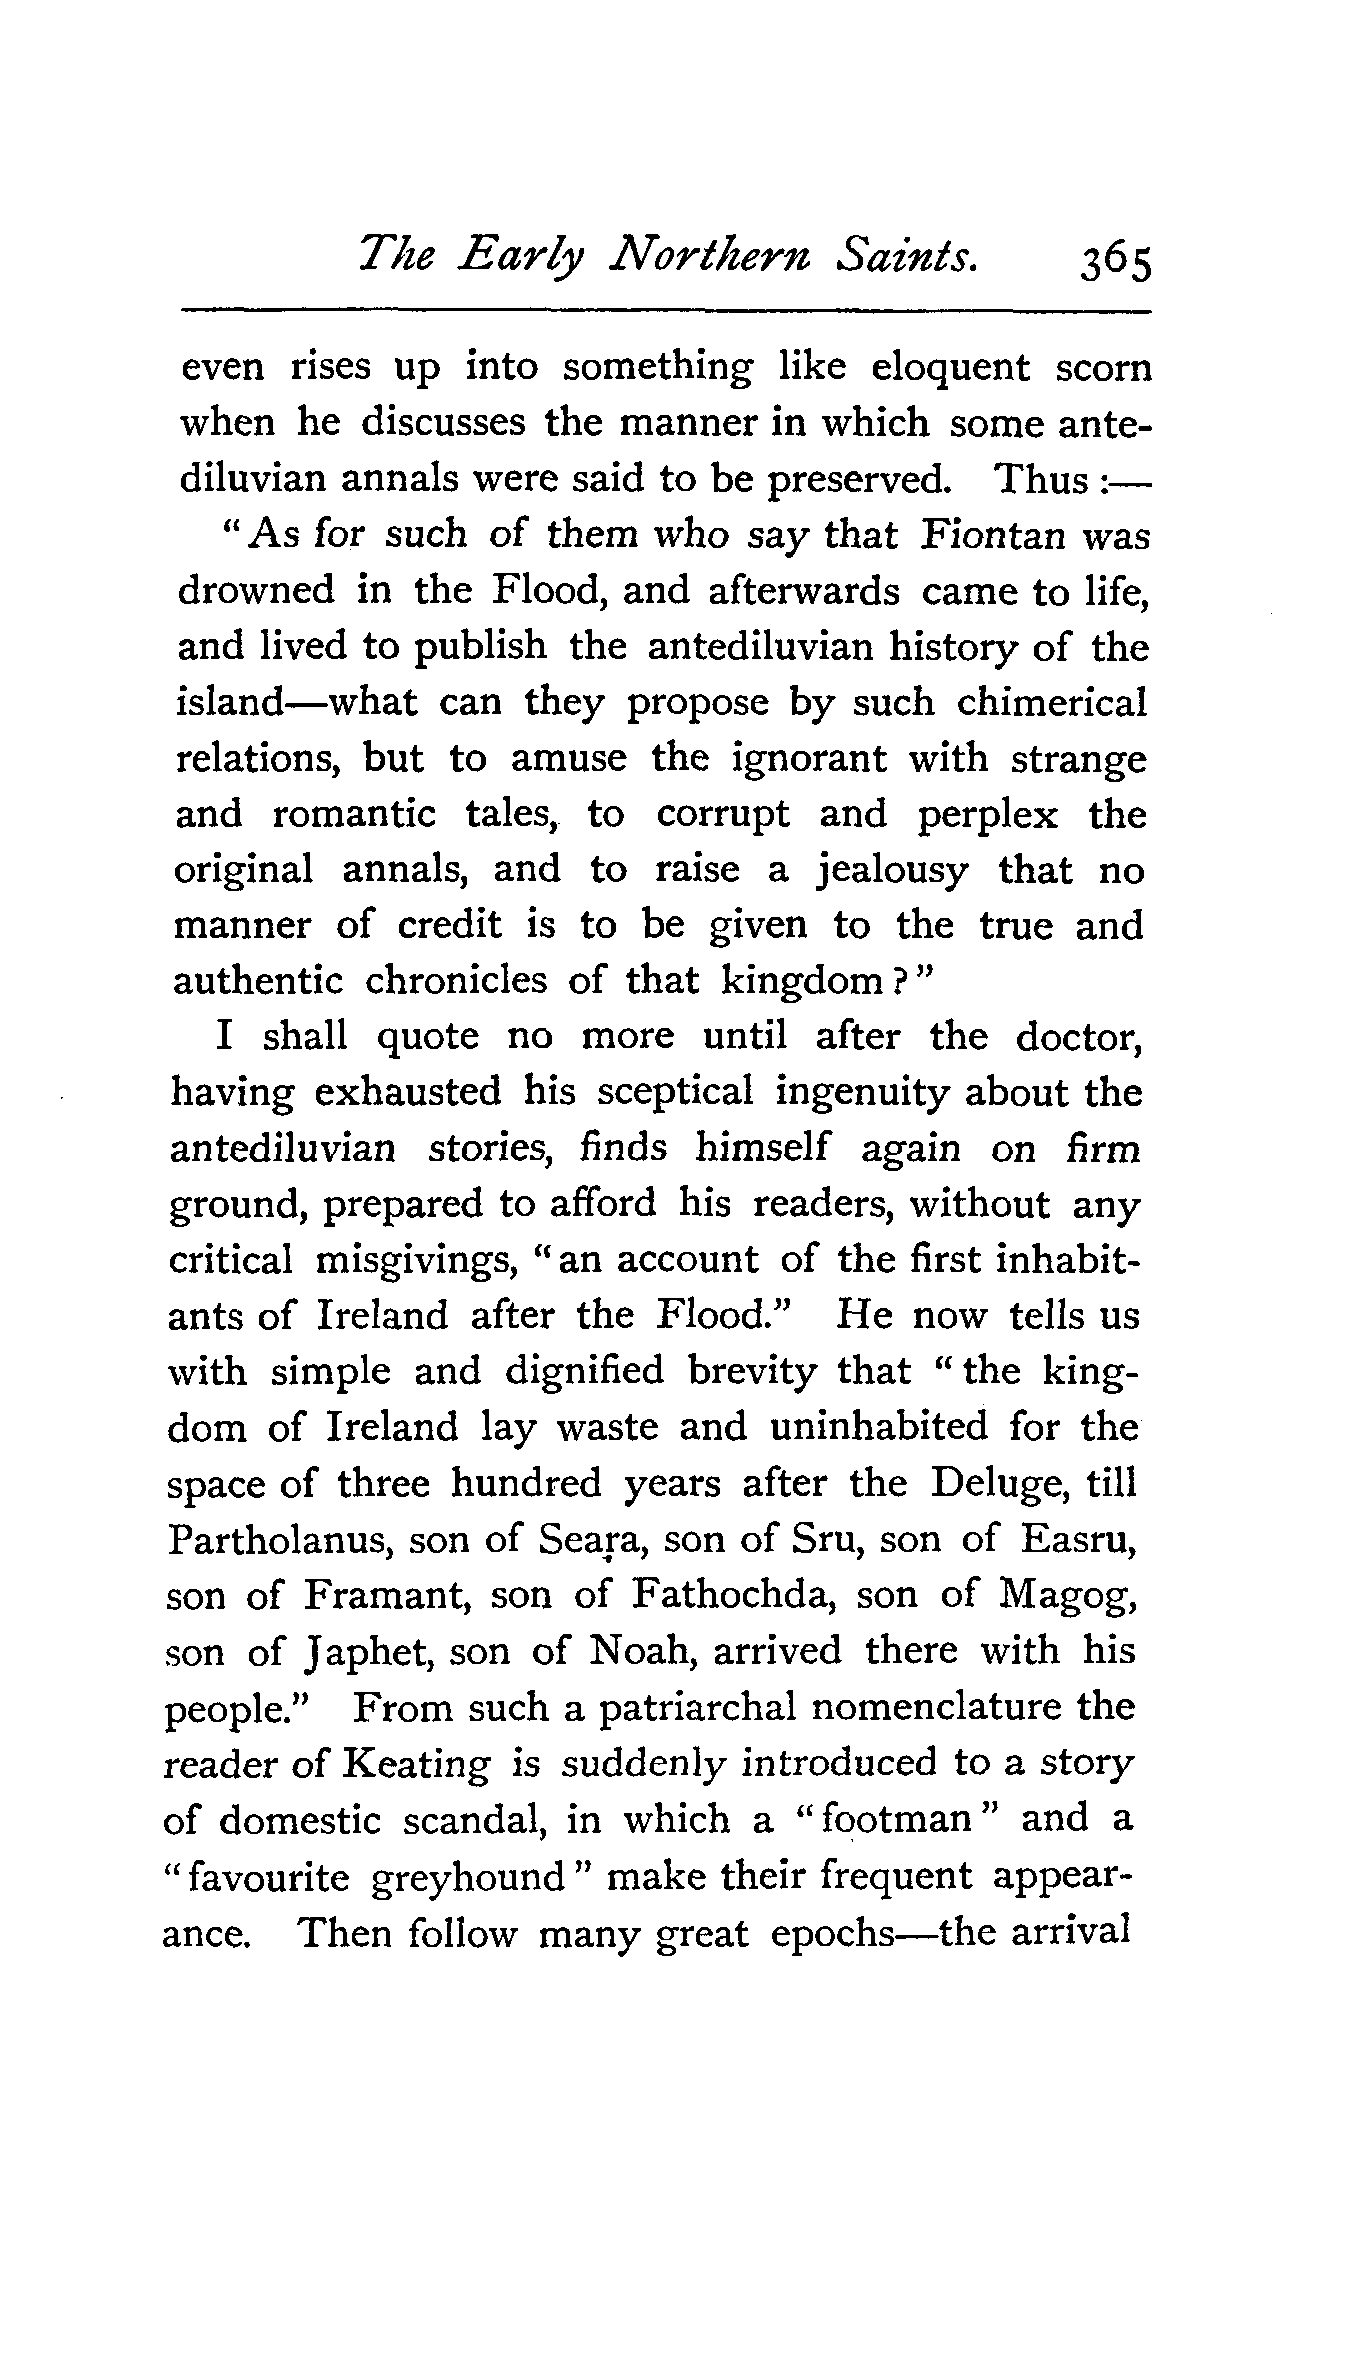 The Early Northern Saints. 365
even rises up into something like eloquent scorn
when he discusses the manner in which some ante-
diluvian annals were said to be preserved. Thus :—
“ As for such of them who say that Fiontan was
drowned in the Flood, and afterwards came to life,
and lived to publish the antediluvian history of the
island—what can they propose by such chimerical
relations, but to amuse the ignorant with strange
and romantic tales, to corrupt and perplex the
original annals, and to raise a jealousy that no
manner of credit is to be given to the true and
authentic chronicles of that kingdom ? ”
I shall quote no more until after the doctor,
having exhausted his sceptical ingenuity about the
antediluvian stories, finds himself again on firm
ground, prepared to afford his readers, without any
critical misgivings, “ an account of the first inhabit-
ants of Ireland after the Flood.” He now tells us
with simple and dignified brevity that “ the king-
dom of Ireland lay waste and uninhabited for the
space of three hundred years after the Deluge, till
Partholanus, son of Seara, son of Sru, son of Easru,
son of Framant, son of Fathochda, son of Magog,
son of Japhet, son of Noah, arrived there with his
people.” From such a patriarchal nomenclature the
reader of Keating is suddenly introduced to a story
of domestic scandal, in which a “ footman ” and a
“ favourite greyhound ” make their frequent appear-
ance. Then follow many great epochs—the arrival